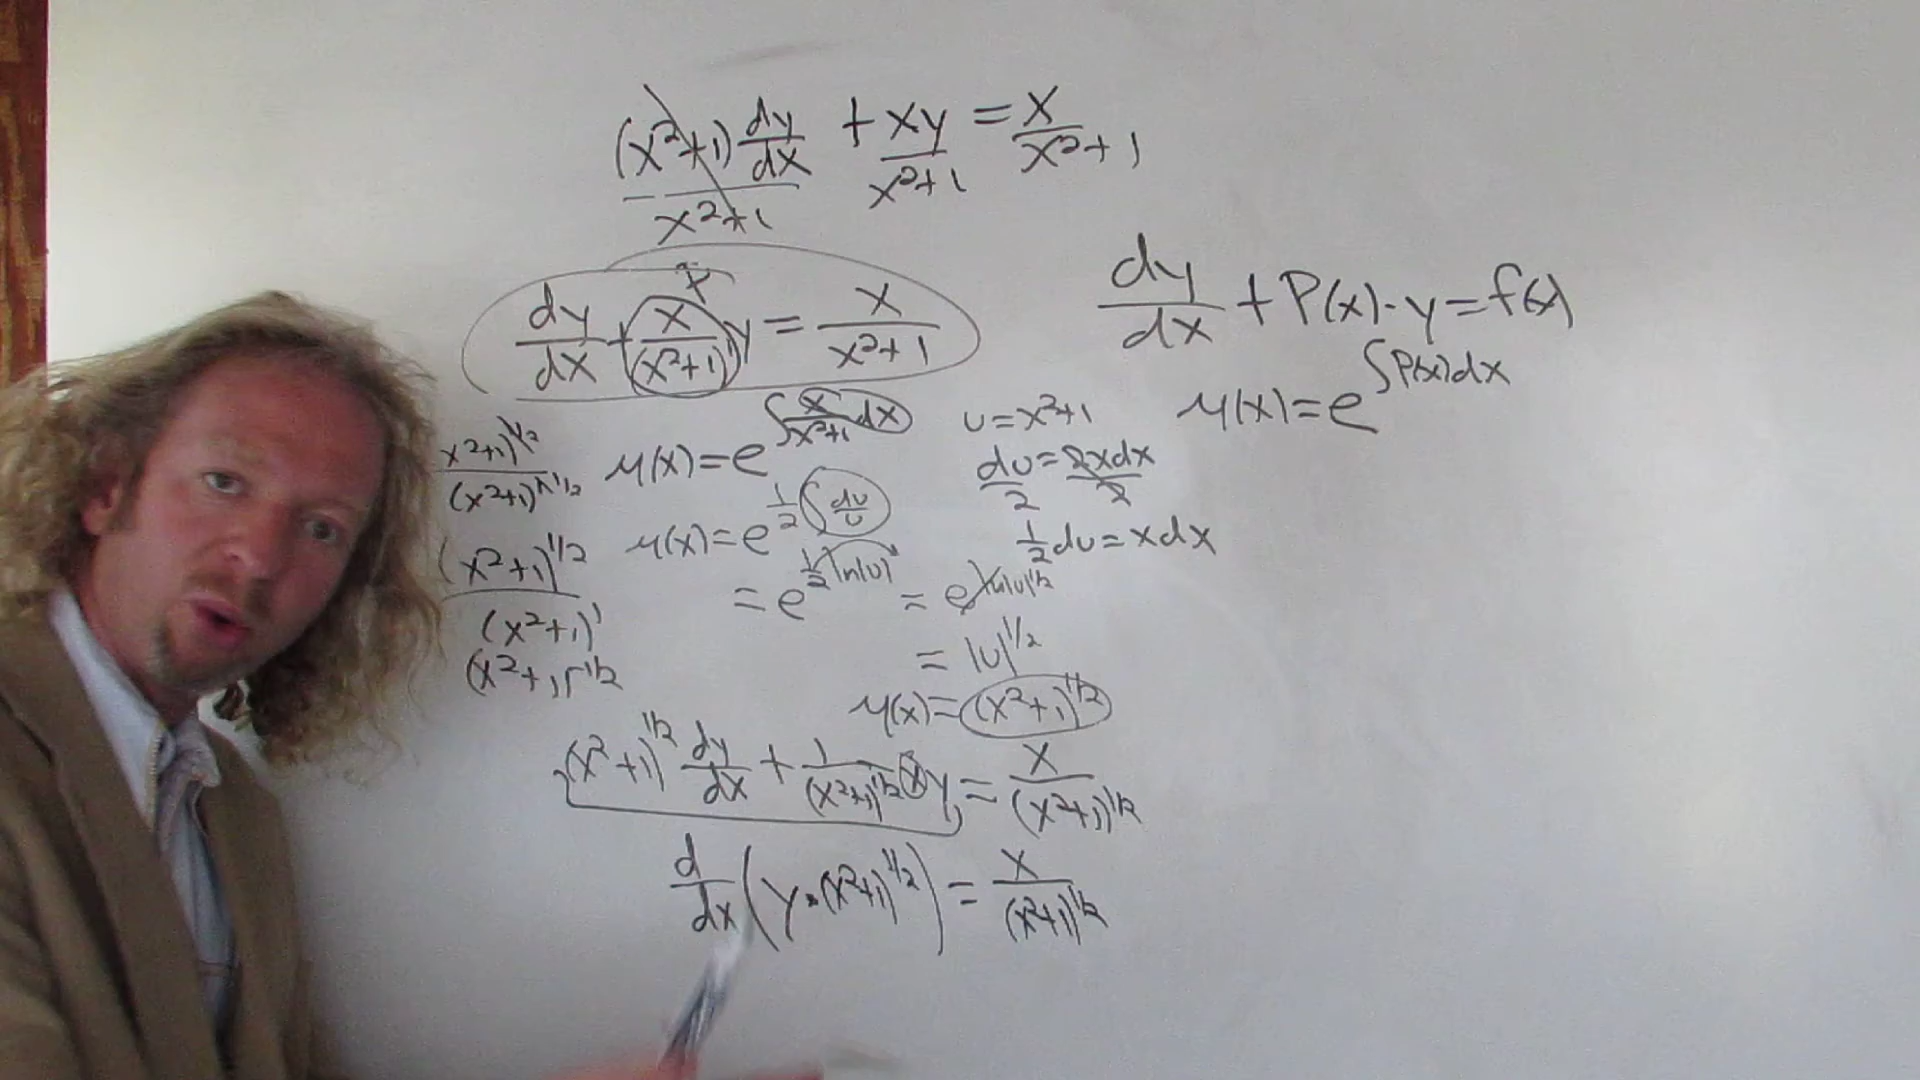 (x²+1) dy/dx / x²+1 + xy / x²+1 = x / x²+1
dy/dx + P(x) · y = f(x)
P
dy/dx + x/(x²+1)¹ y = x / x²+1
μ(x) = e^∫P(x)dx
μ(x) = e^∫ x/x²+1 dx
u = x²+1
du/2 = 2xdx/2
½ du = xdx
μ(x) = e^½∫du/u
= e^½ ln|u| = e^ln|u|^1/2
= |u|^1/2
μ(x) = (x²+1)^1/2
x²+1)^1/2 / (x²+1)^1/2
(x²+1)^1/2 / (x²+1)¹
(x²+1)^-1/2
(x²+1)^1/2 dy/dx + 1/(x²+1)^1/2 x y = x / (x²+1)^1/2
d/dx (y · (x²+1)^1/2) = x / (x²+1)^1/2